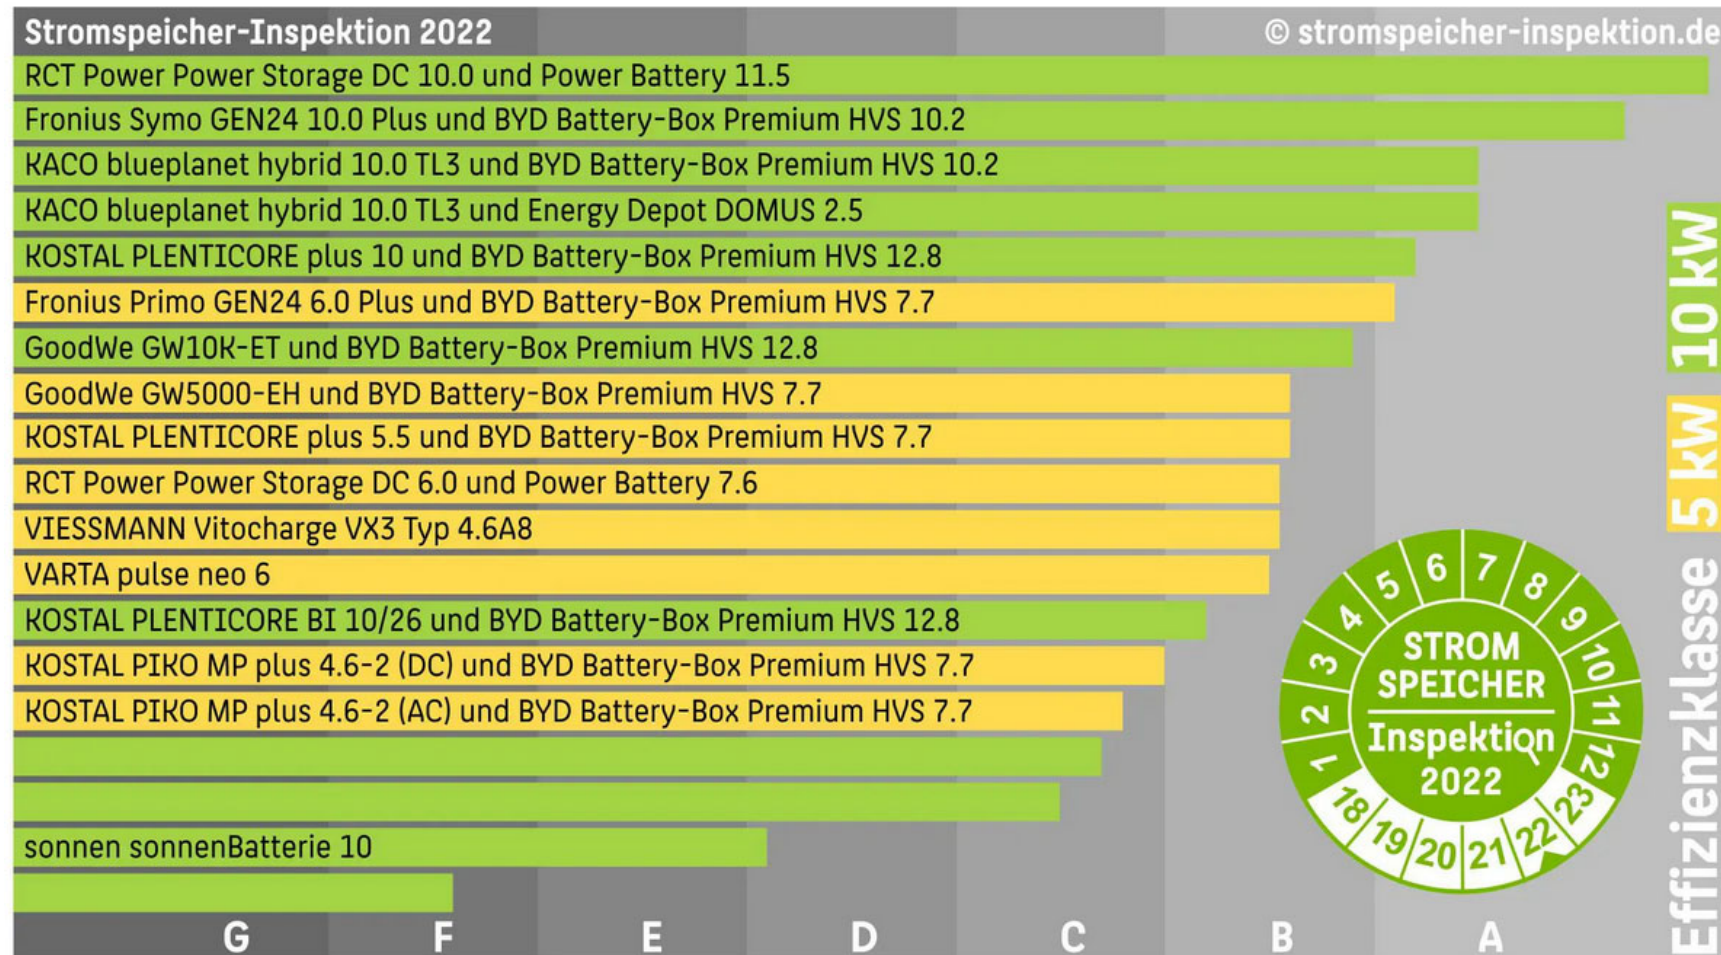 Stromspeicher-Inspektion 2022
© stromspeicher-inspektion.de
RCT Power Power Storage DC 10.0 und Power Battery 11.5
Fronius Symo GEN24 10.0 Plus und BYD Battery-Box Premium HVS 10.2
KACO blueplanet hybrid 10.0 TL3 und BYD Battery-Box Premium HVS 10.2
KACO blueplanet hybrid 10.0 TL3 und Energy Depot DOMUS 2.5
KOSTAL PLENTICORE plus 10 und BYD Battery-Box Premium HVS 12.8
Fronius Primo GEN24 6.0 Plus und BYD Battery-Box Premium HVS 7.7
GoodWe GW10K-ET und BYD Battery-Box Premium HVS 12.8
GoodWe GW5000-EH und BYD Battery-Box Premium HVS 7.7
KOSTAL PLENTICORE plus 5.5 und BYD Battery-Box Premium HVS 7.7
RCT Power Power Storage DC 6.0 und Power Battery 7.6
VIESSMANN Vitocharge VX3 Typ 4.6A8
VARTA pulse neo 6
KOSTAL PLENTICORE BI 10/26 und BYD Battery-Box Premium HVS 12.8
KOSTAL PIKO MP plus 4.6-2 (DC) und BYD Battery-Box Premium HVS 7.7
KOSTAL PIKO MP plus 4.6-2 (AC) und BYD Battery-Box Premium HVS 7.7
sonnen sonnenBatterie 10
G F E D C B A
Effizienzklasse 5 kW 10 kW
1 2 3 4 5 6 7 8 9 10 11 12
STROM
SPEICHER
Inspektion
2022
18 19 20 21 22 23